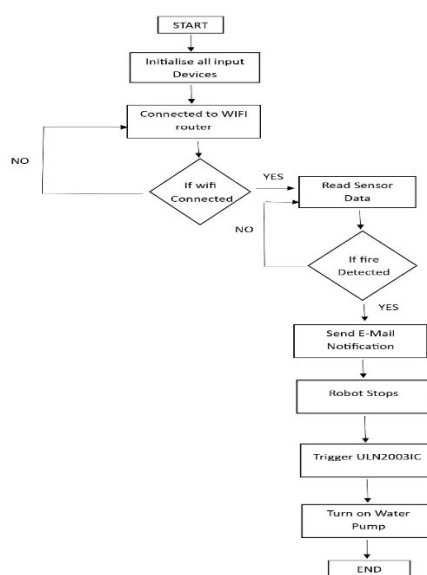 START
Initialise all input
Devices
Connected to WIFI
router
NO
If wifi
Connected
YES
Read Sensor
Data
NO
If fire
Detected
YES
Send E-Mail
Notification
Robot Stops
Trigger ULN2003IC
Turn on Water
Pump
END